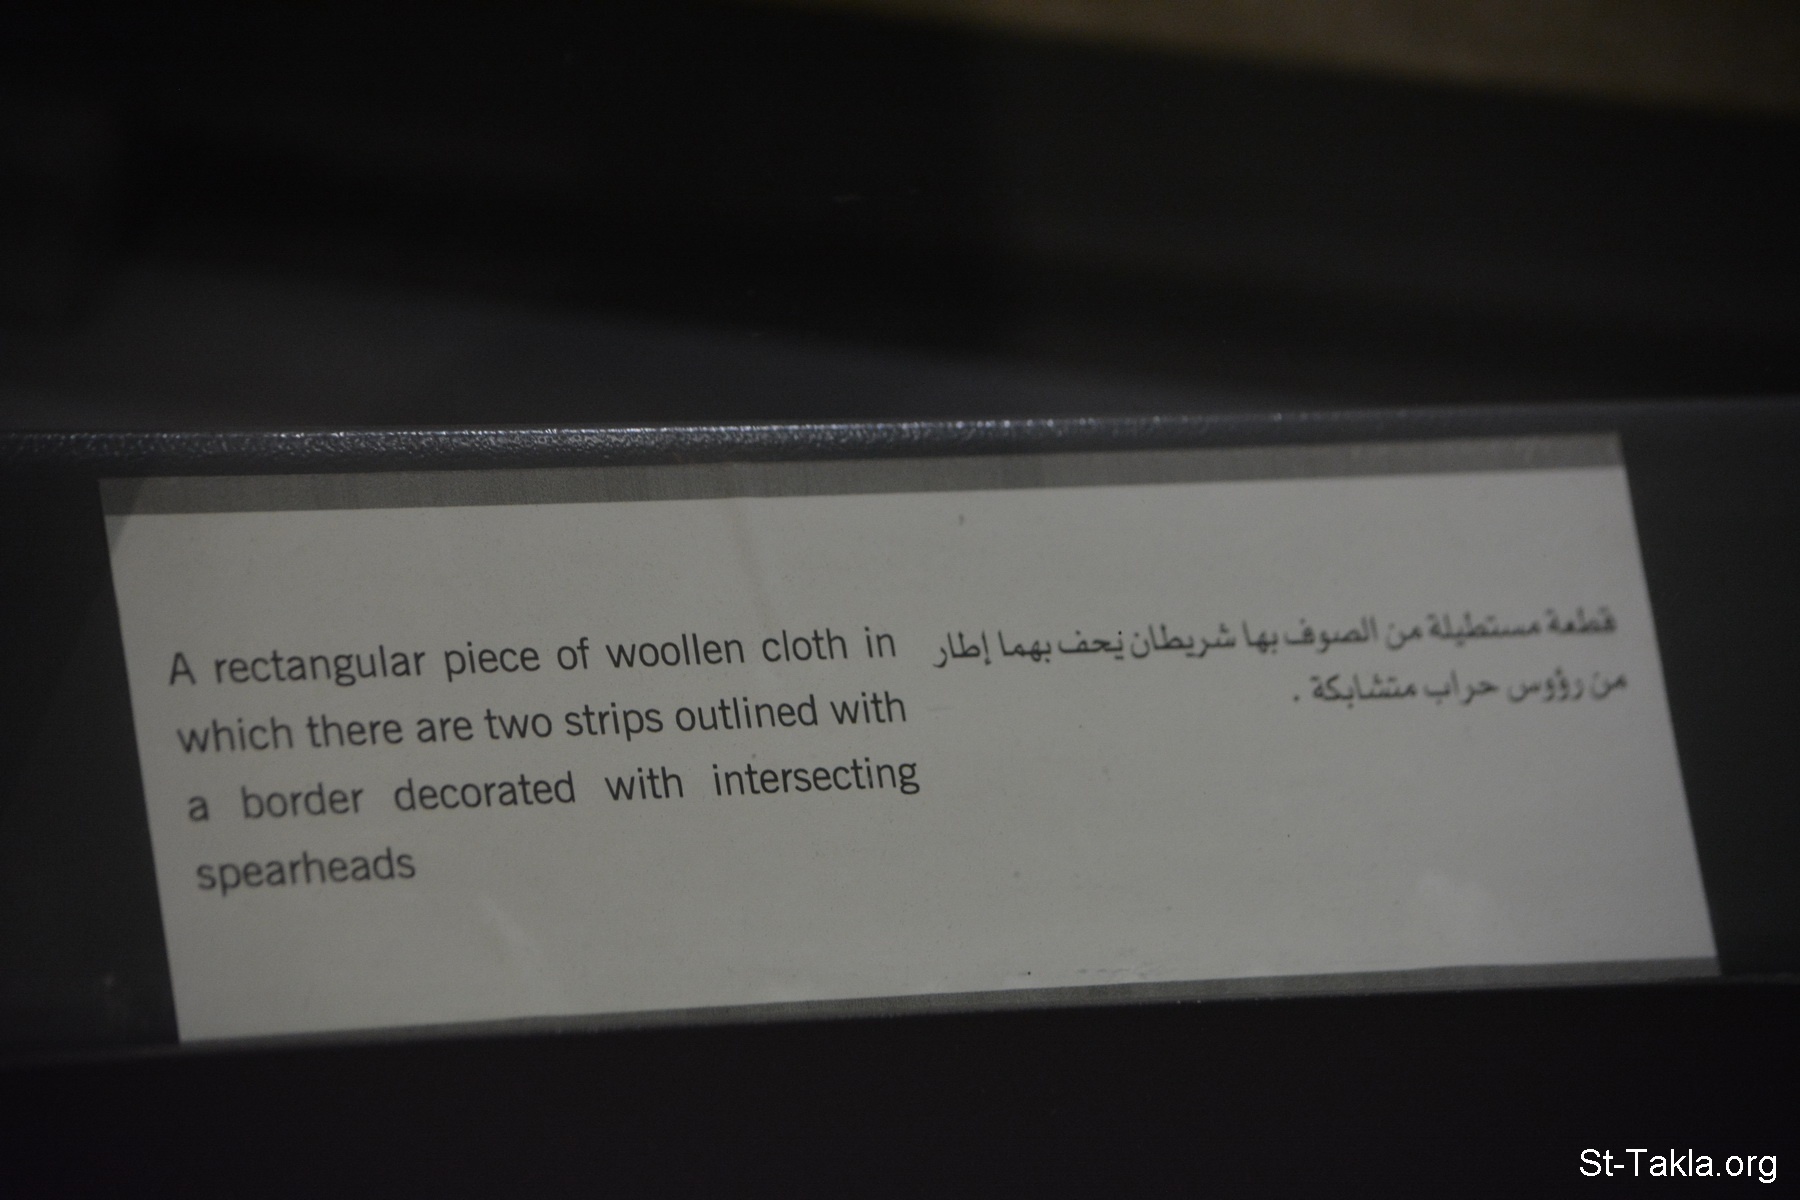 A rectangular piece of woollen cloth in
which there are two strips outlined with
a border decorated with intersecting
spearheads
قطعة مستطيلة من الصوف بها شريطان يُحف بهما إطار
من رؤوس حراب متشابكة .
St-Takla.org